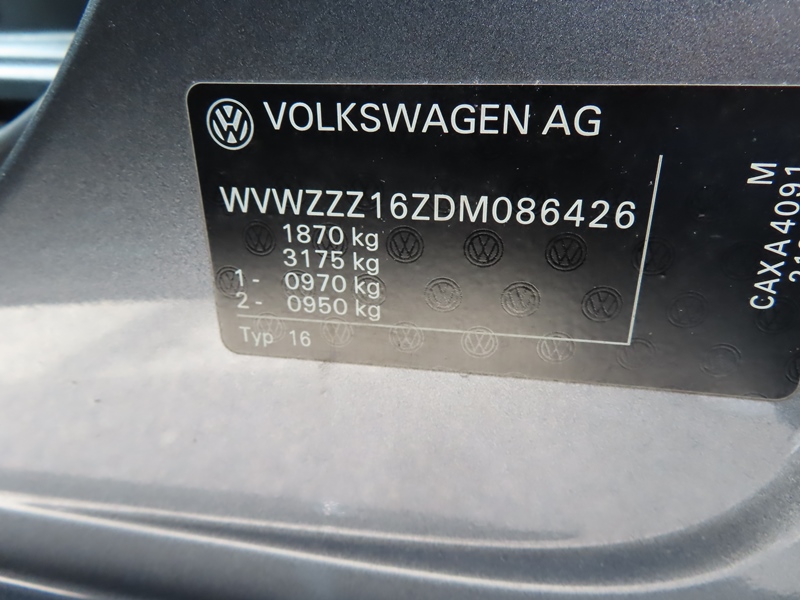 VOLKSWAGEN AG
WVWZZZ16ZDM086426
1870 kg
3175 kg
1- 0970 kg
2- 0950 kg
Typ 16
M
CAXA4091